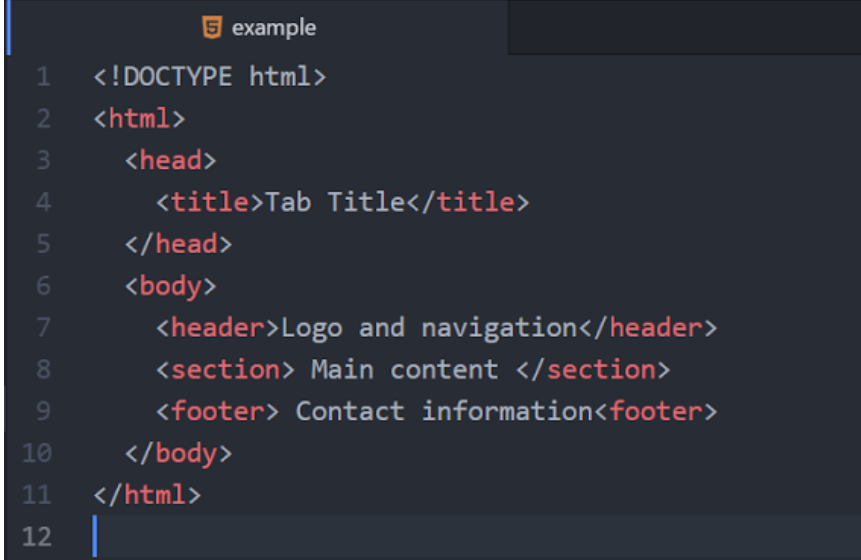 example
1 <!DOCTYPE html>
2 <html>
3   <head>
4     <title>Tab Title</title>
5   </head>
6   <body>
7     <header>Logo and navigation</header>
8     <section> Main content </section>
9     <footer> Contact information<footer>
10   </body>
11 </html>
12